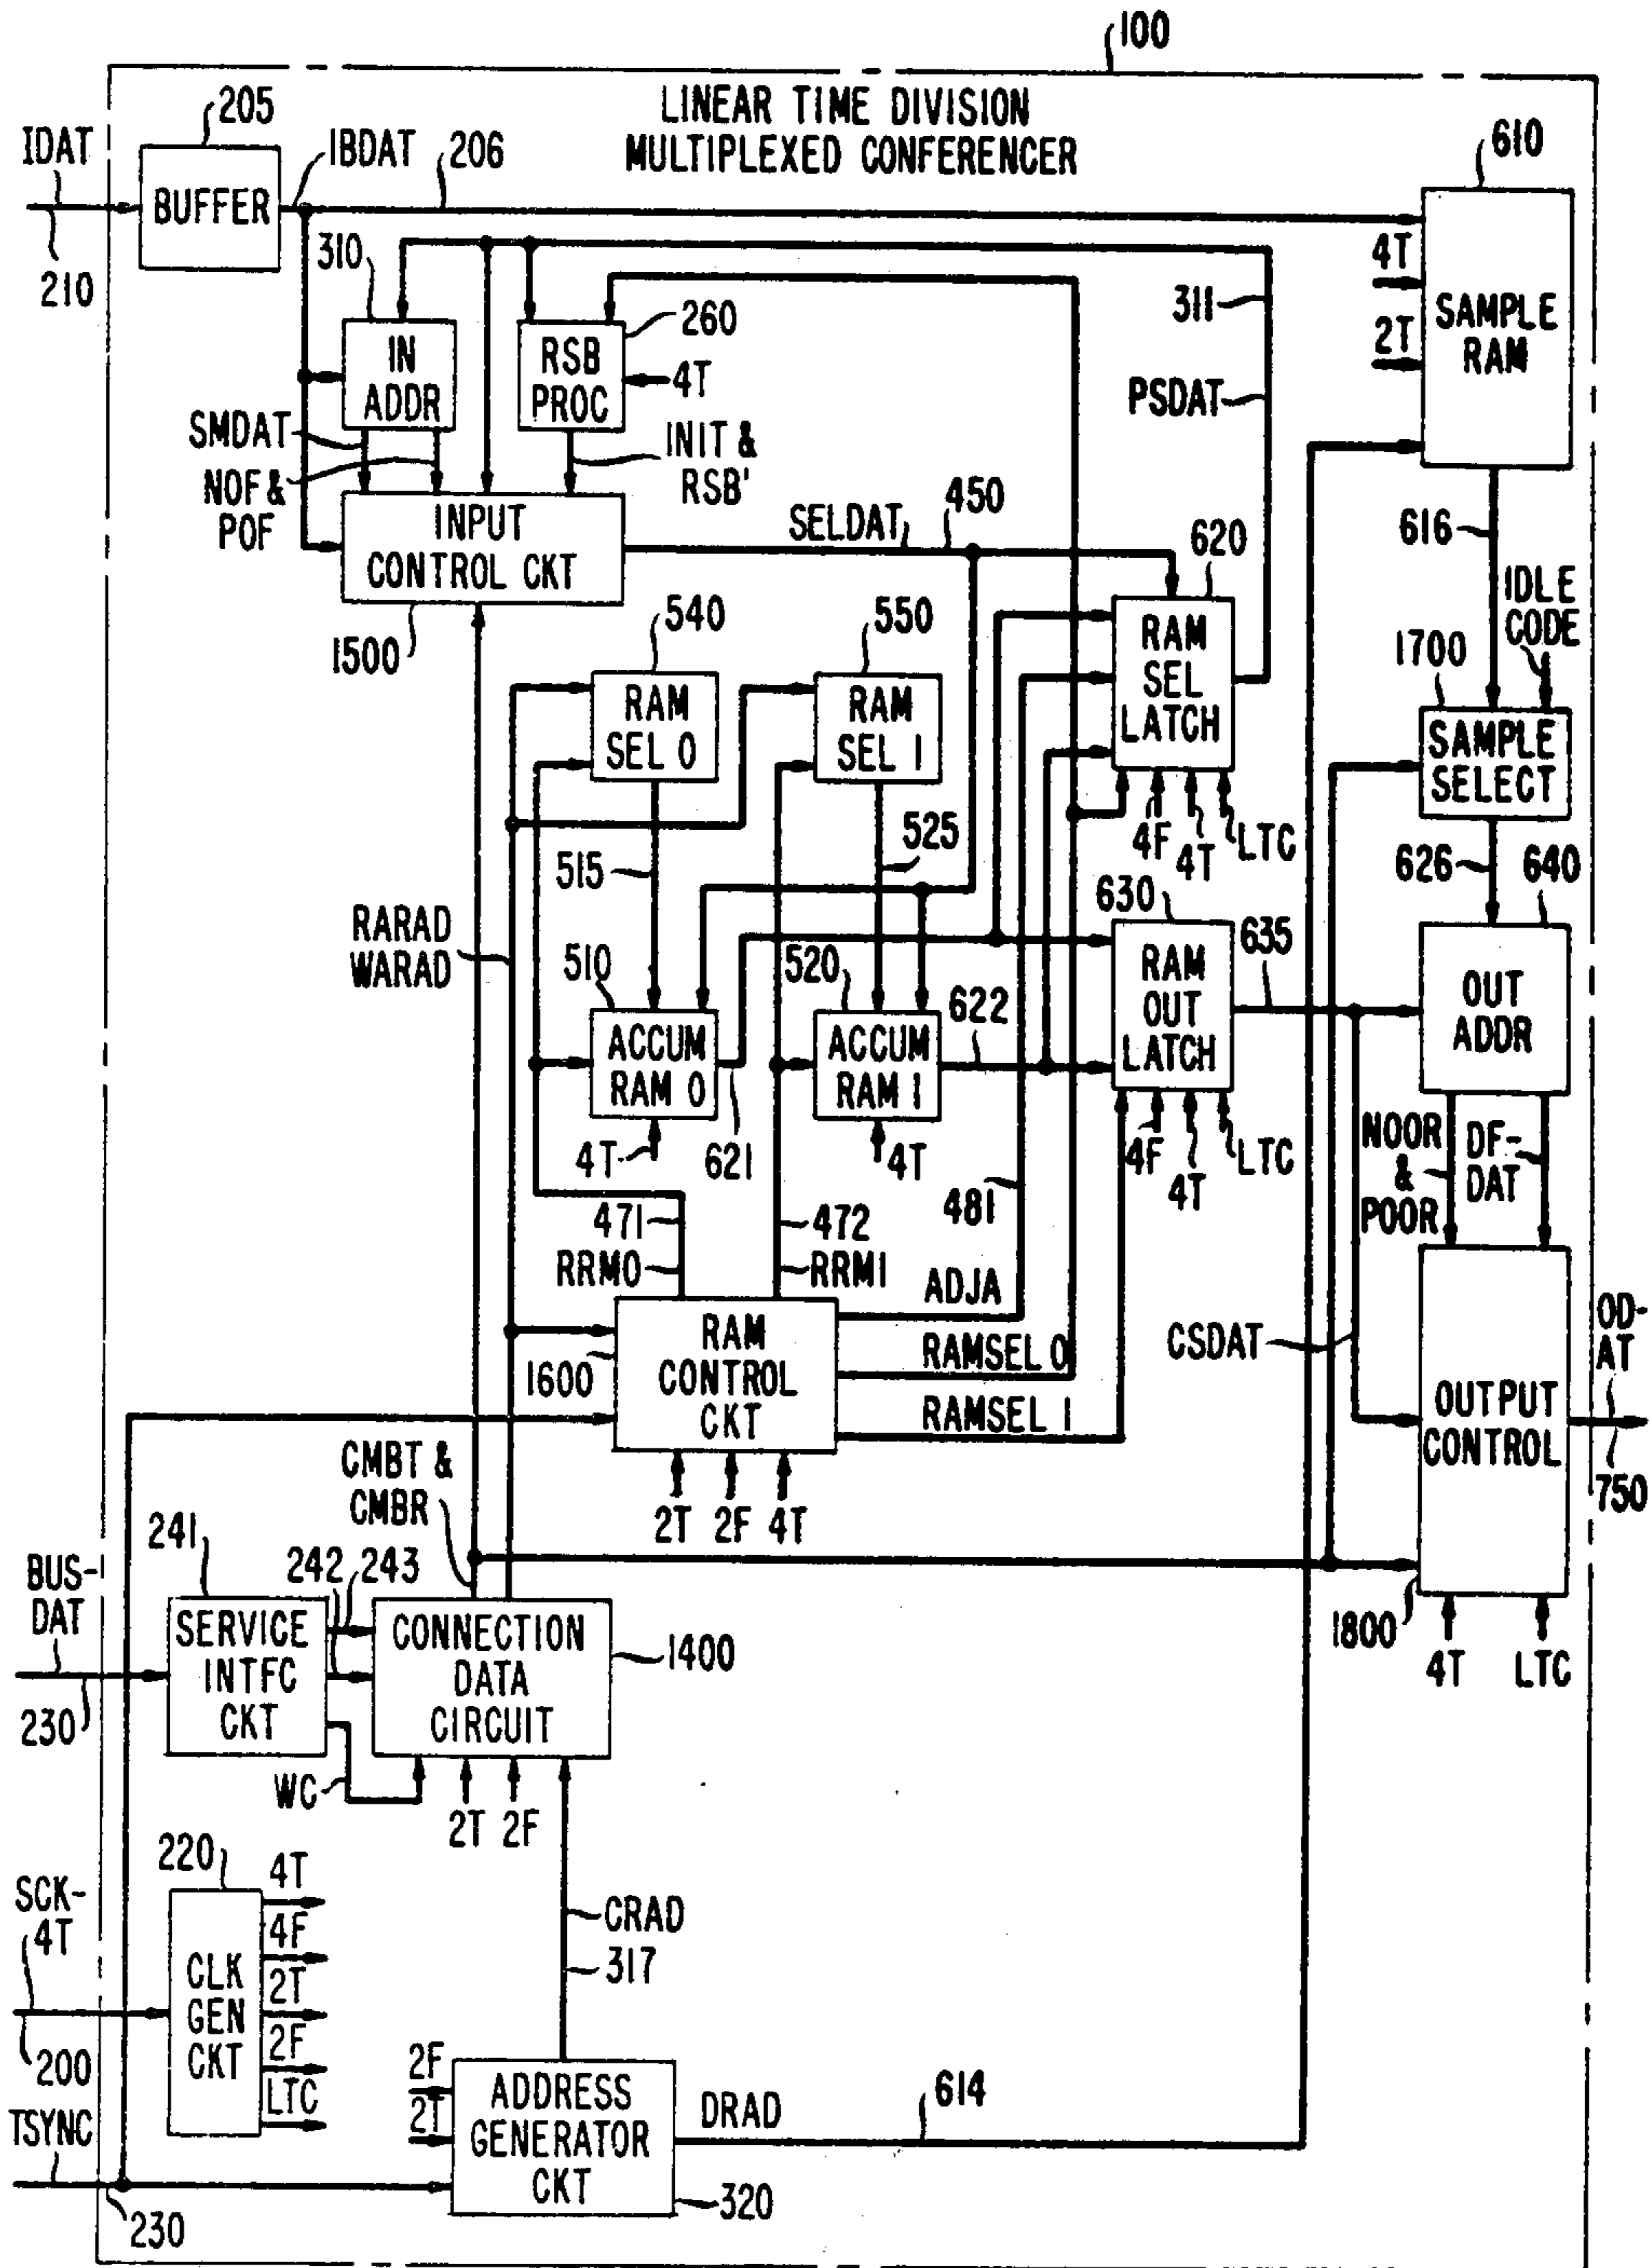 100
LINEAR TIME DIVISION
MULTIPLEXED CONFERENCER
205
IDAT
BUFFER
IBDAT
206
210
610
4T
2T
SAMPLE
RAM
310
IN
ADDR
260
RSB
PROC
4T
311
PSDAT
SMDAT
NOF &
POF
INIT &
RSB'
INPUT
CONTROL CKT
1500
SELDAT
450
620
RAM
SEL
LATCH
4F
4T
LTC
616
IDLE
CODE
1700
SAMPLE
SELECT
626
640
540
RAM
SEL 0
550
RAM
SEL 1
515
525
RARAD
WARAD
510
ACCUM
RAM 0
4T
621
520
ACCUM
RAM 1
4T
622
630
RAM
OUT
LATCH
4F
4T
LTC
635
OUT
ADDR
NOOR
&
POOR
DF-
DAT
471
RRM0
472
RRM1
481
ADJA
RAMSEL 0
RAMSEL 1
1600
RAM
CONTROL
CKT
2T
2F
4T
CSDAT
OUTPUT
CONTROL
OD-
AT
750
1800
4T
LTC
CMBT &
CMBR
241
242
243
BUS-
DAT
230
SERVICE
INTFC
CKT
CONNECTION
DATA
CIRCUIT
1400
WC
2T
2F
220
SCK-
4T
200
CLK
GEN
CKT
4T
4F
2T
2F
LTC
CRAD
317
TSYNC
230
2F
2T
ADDRESS
GENERATOR
CKT
320
DRAD
614